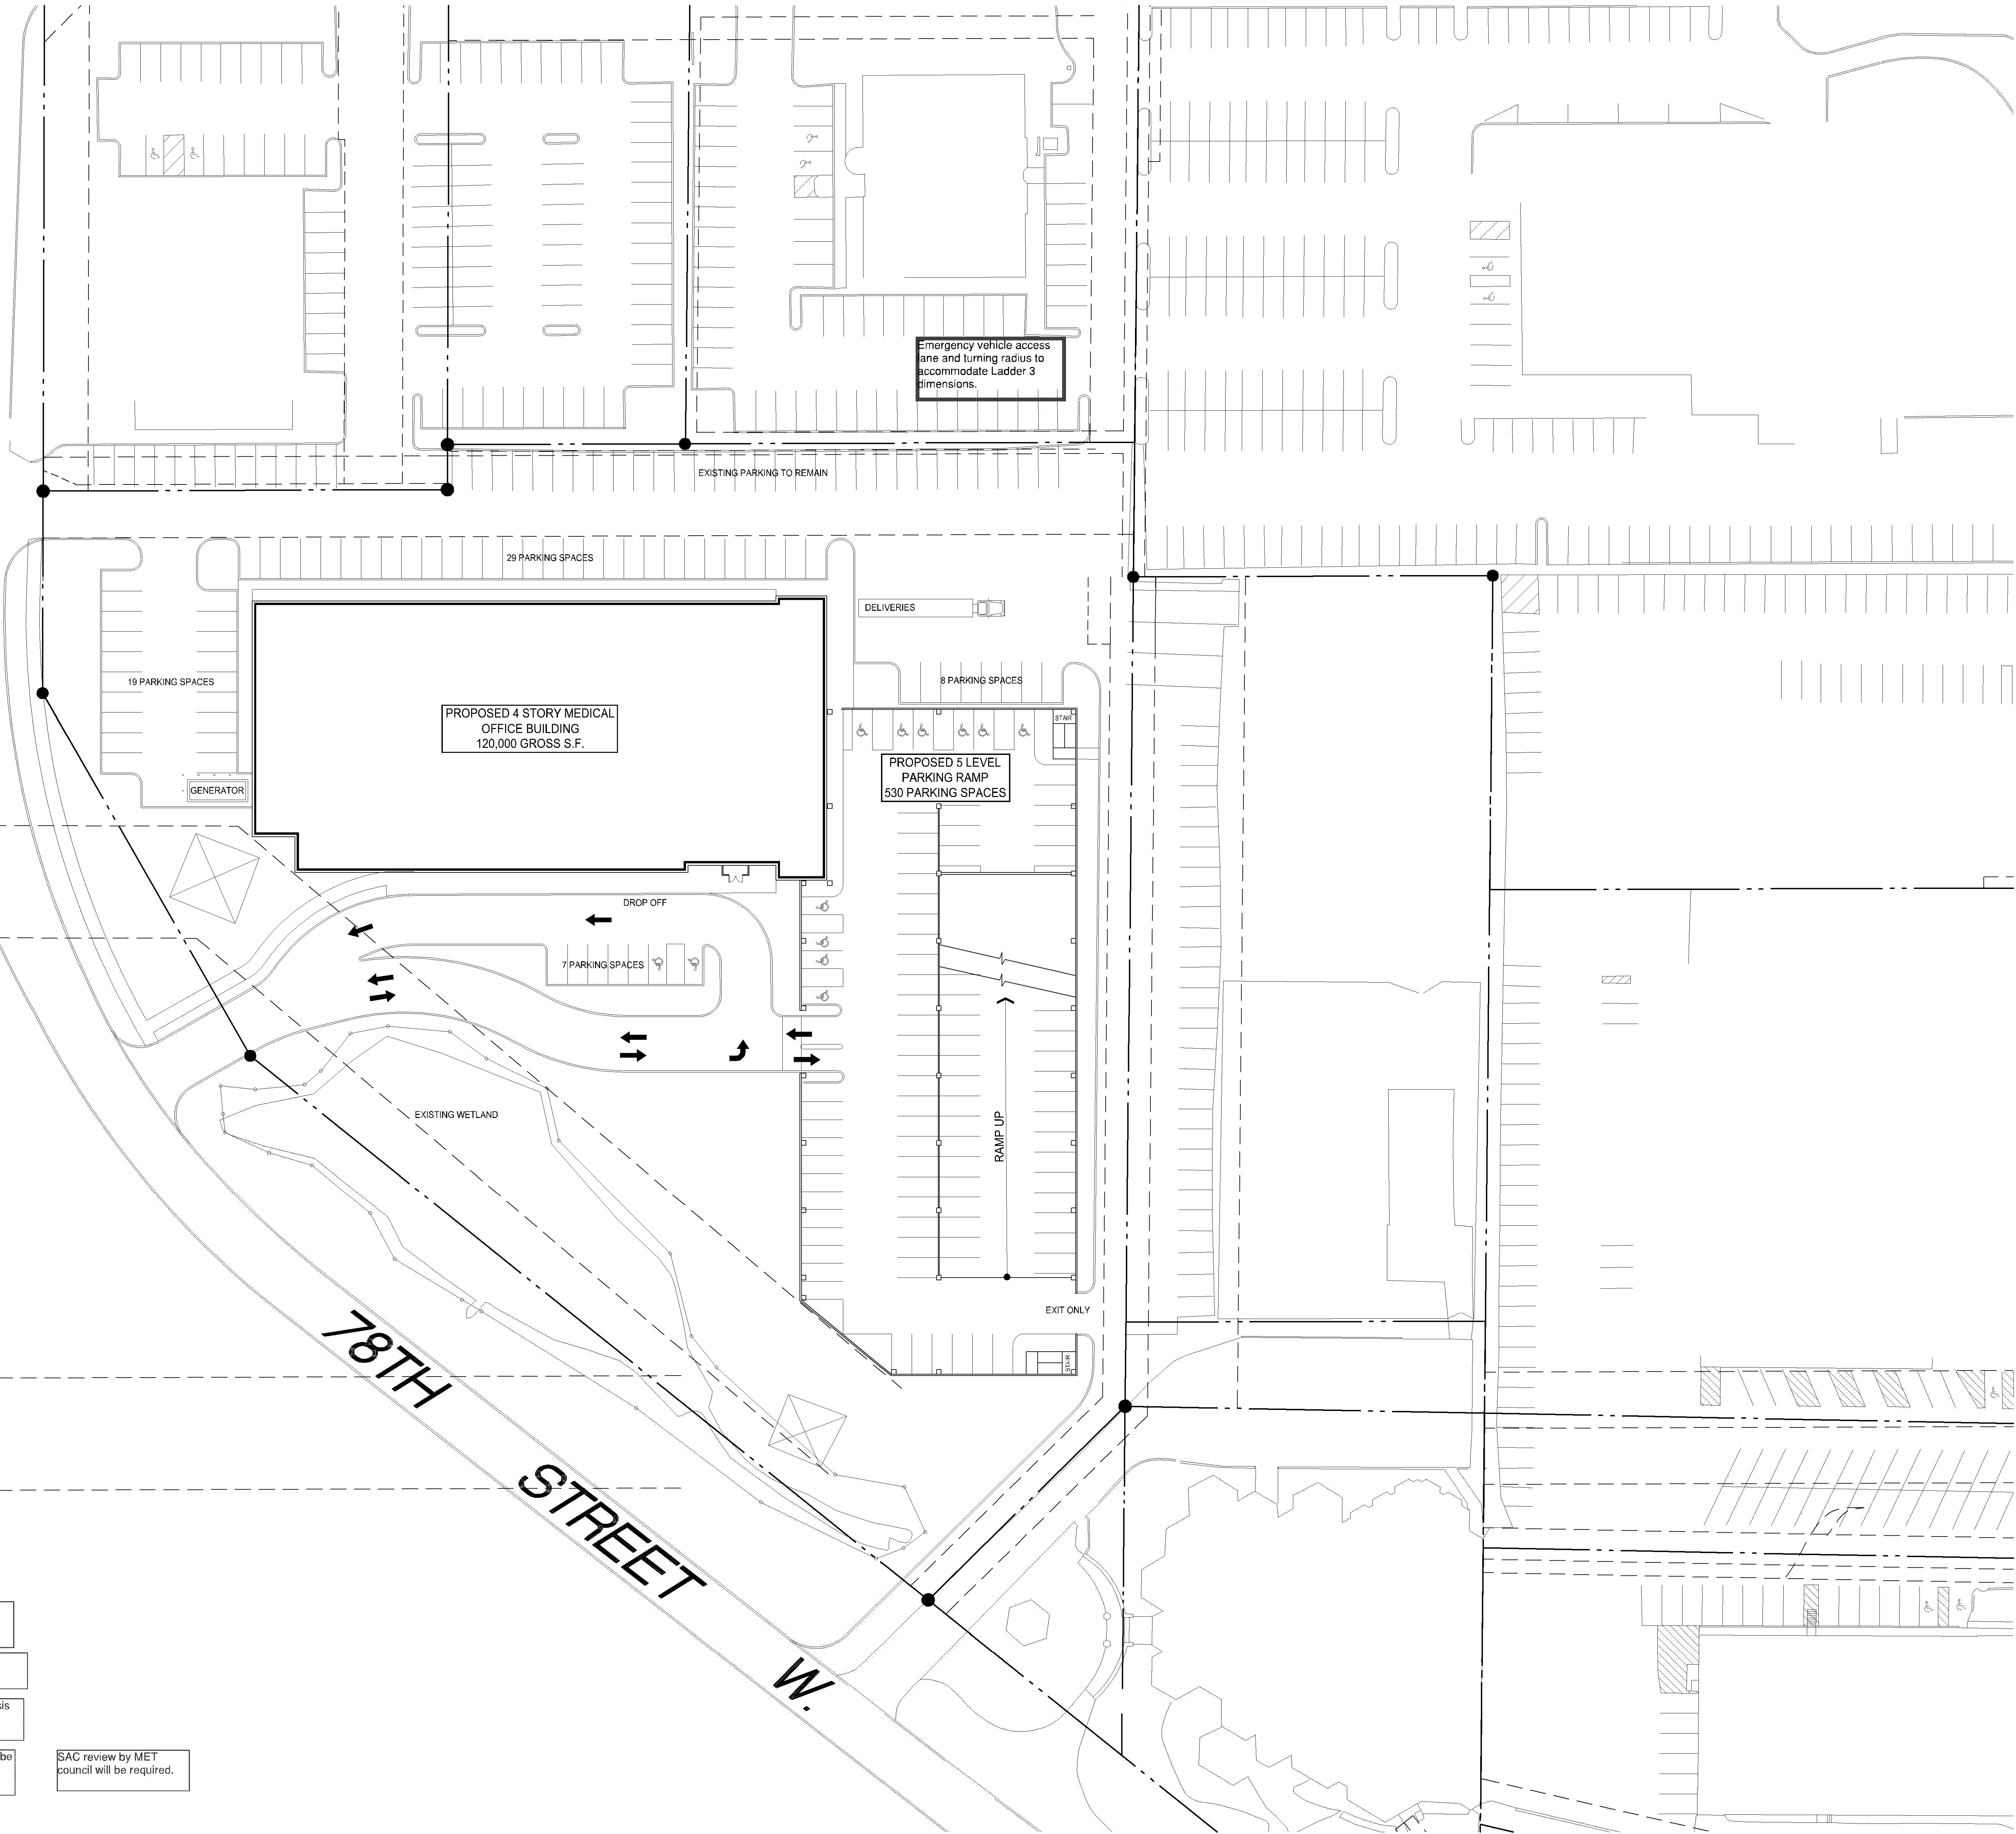 Emergency vehicle access
lane and turning radius to
accommodate Ladder 3
dimensions.
EXISTING PARKING TO REMAIN
29 PARKING SPACES
DELIVERIES
19 PARKING SPACES
8 PARKING SPACES
PROPOSED 4 STORY MEDICAL
OFFICE BUILDING
120,000 GROSS S.F.
STAIR
PROPOSED 5 LEVEL
PARKING RAMP
530 PARKING SPACES
GENERATOR
DROP OFF
7 PARKING SPACES
EXISTING WETLAND
RAMP UP
EXIT ONLY
STAIR
78TH
STREET
W.
sis
be
SAC review by MET
council will be required.